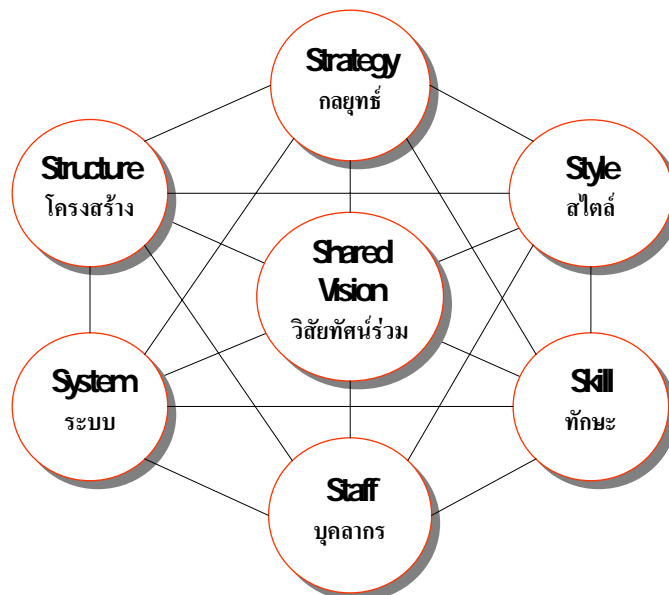 Strategy
กลยุทธ์
Structure
โครงสร้าง
Style
สไตล์
Shared
Vision
วิสัยทัศน์ร่วม
System
ระบบ
Skill
ทักษะ
Staff
บุคลากร